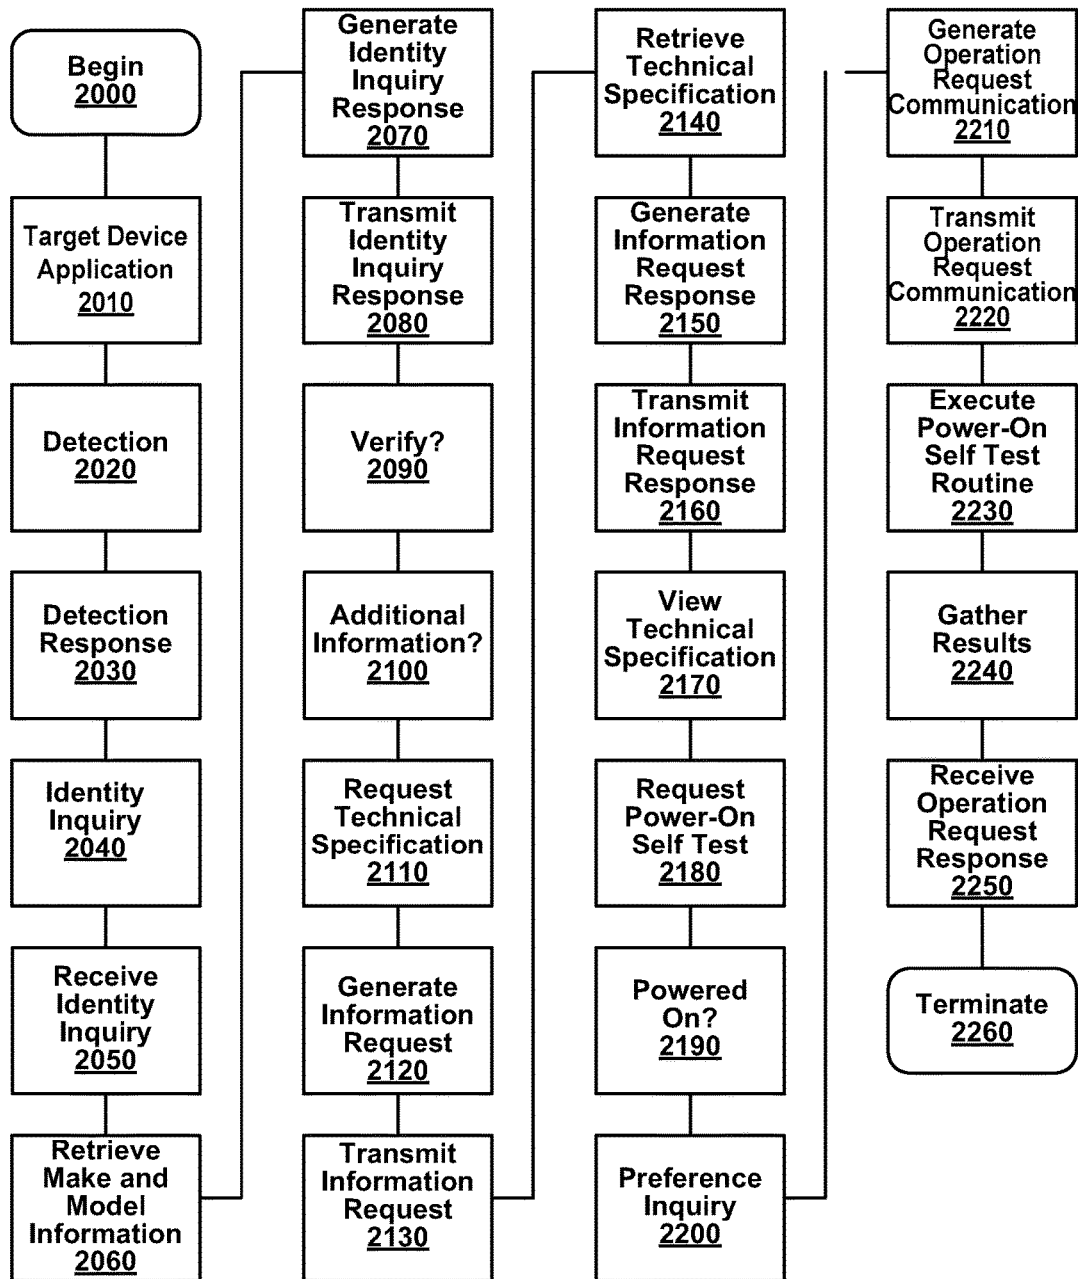 Begin
2000
Target Device
Application
2010
Detection
2020
Detection
Response
2030
Identity
Inquiry
2040
Receive
Identity
Inquiry
2050
Retrieve
Make and
Model
Information
2060
Generate
Identity
Inquiry
Response
2070
Transmit
Identity
Inquiry
Response
2080
Verify?
2090
Additional
Information?
2100
Request
Technical
Specification
2110
Generate
Information
Request
2120
Transmit
Information
Request
2130
Retrieve
Technical
Specification
2140
Generate
Information
Request
Response
2150
Transmit
Information
Request
Response
2160
View
Technical
Specification
2170
Request
Power-On
Self Test
2180
Powered
On?
2190
Preference
Inquiry
2200
Generate
Operation
Request
Communication
2210
Transmit
Operation
Request
Communication
2220
Execute
Power-On
Self Test
Routine
2230
Gather
Results
2240
Receive
Operation
Request
Response
2250
Terminate
2260